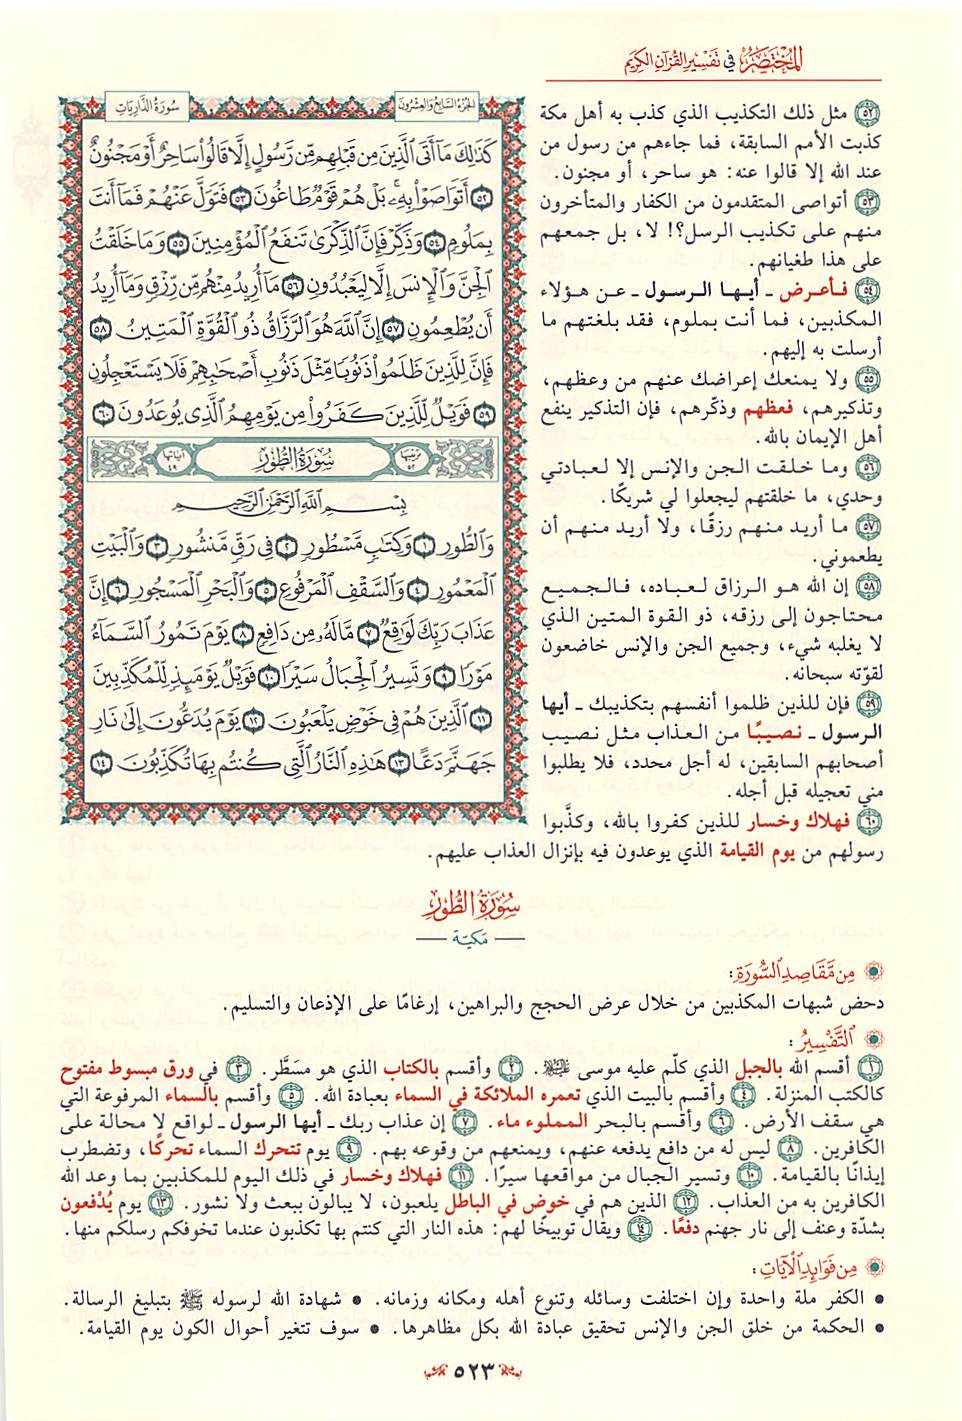 المختصر في تفسير القرآن الكريم
٥٢ مثل ذلك التكذيب الذي كذب به أهل مكة
كذبت الأمم السابقة، فما جاءهم من رسول من
عند الله إلا قالوا عنه: هو ساحر، أو مجنون.
٥٣ أتواصى المتقدمون من الكفار والمتأخرون
منهم على تكذيب الرسل؟! لا، بل جمعهم
على هذا طغيانهم.
٥٤ فأعرض ـ أيها الرسول ـ عن هؤلاء
المكذبين، فما أنت بملوم، فقد بلغتهم ما
أرسلت به إليهم.
٥٥ ولا يمنعك إعراضك عنهم من وعظهم،
وتذكيرهم، فعظهم وذكّرهم، فإن التذكير ينفع
أهل الإيمان بالله.
٥٦ وما خلقت الجن والإنس إلا لعبادتي
وحدي، ما خلقتهم ليجعلوا لي شريكًا.
٥٧ ما أريد منهم رزقًا، ولا أريد منهم أن
يطعموني.
٥٨ إن الله هو الرزاق لعباده، فالجميع
محتاجون إلى رزقه، ذو القوة المتين الذي
لا يغلبه شيء، وجميع الجن والإنس خاضعون
لقوّته سبحانه.
٥٩ فإن للذين ظلموا أنفسهم بتكذيبك ـ أيها
الرسول ـ نصيبًا من العذاب مثل نصيب
أصحابهم السابقين، له أجل محدد، فلا يطلبوا
مني تعجيله قبل أجله.
٦٠ فهلاك وخسار للذين كفروا بالله، وكذَّبوا
رسولهم من يوم القيامة الذي يوعدون فيه بإنزال العذاب عليهم.
الجزء السابع والعشرون
سورة الذاريات
كَذَٰلِكَ مَآ أَتَى ٱلَّذِينَ مِن قَبْلِهِم مِّن رَّسُولٍ إِلَّا قَالُوا۟ سَاحِرٌ أَوْ مَجْنُونٌ
٥٢ أَتَوَاصَوْا۟ بِهِۦ ۚ بَلْ هُمْ قَوْمٌ طَاغُونَ ٥٣ فَتَوَلَّ عَنْهُمْ فَمَآ أَنتَ
بِمَلُومٍ ٥٤ وَذَكِّرْ فَإِنَّ ٱلذِّكْرَىٰ تَنفَعُ ٱلْمُؤْمِنِينَ ٥٥ وَمَا خَلَقْتُ
ٱلْجِنَّ وَٱلْإِنسَ إِلَّا لِيَعْبُدُونِ ٥٦ مَآ أُرِيدُ مِنْهُم مِّن رِّزْقٍ وَمَآ أُرِيدُ
أَن يُطْعِمُونِ ٥٧ إِنَّ ٱللَّهَ هُوَ ٱلرَّزَّاقُ ذُو ٱلْقُوَّةِ ٱلْمَتِينُ ٥٨
فَإِنَّ لِلَّذِينَ ظَلَمُوا۟ ذَنُوبًا مِّثْلَ ذَنُوبِ أَصْحَٰبِهِمْ فَلَا يَسْتَعْجِلُونِ
٥٩ فَوَيْلٌ لِّلَّذِينَ كَفَرُوا۟ مِن يَوْمِهِمُ ٱلَّذِى يُوعَدُونَ ٦٠
ترتيبها ٥٢ سورة الطور آياتها ٤٩
بِسْمِ ٱللَّهِ ٱلرَّحْمَٰنِ ٱلرَّحِيمِ
وَٱلطُّورِ ١ وَكِتَٰبٍ مَّسْطُورٍ ٢ فِى رَقٍّ مَّنشُورٍ ٣ وَٱلْبَيْتِ
ٱلْمَعْمُورِ ٤ وَٱلسَّقْفِ ٱلْمَرْفُوعِ ٥ وَٱلْبَحْرِ ٱلْمَسْجُورِ ٦ إِنَّ
عَذَابَ رَبِّكَ لَوَٰقِعٌ ٧ مَّا لَهُۥ مِن دَافِعٍ ٨ يَوْمَ تَمُورُ ٱلسَّمَآءُ
مَوْرًا ٩ وَتَسِيرُ ٱلْجِبَالُ سَيْرًا ١٠ فَوَيْلٌ يَوْمَئِذٍ لِّلْمُكَذِّبِينَ
١١ ٱلَّذِينَ هُمْ فِى خَوْضٍ يَلْعَبُونَ ١٢ يَوْمَ يُدَعُّونَ إِلَىٰ نَارِ
جَهَنَّمَ دَعًّا ١٣ هَٰذِهِ ٱلنَّارُ ٱلَّتِى كُنتُم بِهَا تُكَذِّبُونَ ١٤
سورة الطور
مكية
من مقاصد السورة:
دحض شبهات المكذبين من خلال عرض الحجج والبراهين، إرغامًا على الإذعان والتسليم.
التفسير:
١ أقسم الله بالجبل الذي كلّم عليه موسى ﵇. ٢ وأقسم بالكتاب الذي هو مسطَّر. ٣ في ورق مبسوط مفتوح
كالكتب المنزلة. ٤ وأقسم بالبيت الذي تعمره الملائكة في السماء بعبادة الله. ٥ وأقسم بالسماء المرفوعة التي
هي سقف الأرض. ٦ وأقسم بالبحر المملوء ماء. ٧ إن عذاب ربك ـ أيها الرسول ـ لواقع لا محالة على
الكافرين. ٨ ليس له من دافع يدفعه عنهم، ويمنعهم من وقوعه بهم. ٩ يوم تتحرك السماء تحركًا، وتضطرب
إيذانًا بالقيامة. ١٠ وتسير الجبال من مواقعها سيرًا. ١١ فهلاك وخسار في ذلك اليوم للمكذبين بما وعد الله
الكافرين به من العذاب. ١٢ الذين هم في خوض في الباطل يلعبون، لا يبالون ببعث ولا نشور. ١٣ يوم يُدْفعون
بشدّة وعنف إلى نار جهنم دفعًا. ١٤ ويقال توبيخًا لهم: هذه النار التي كنتم بها تكذبون عندما تخوفكم رسلكم منها.
من فوائد الآيات:
• الكفر ملة واحدة وإن اختلفت وسائله وتنوع أهله ومكانه وزمانه. • شهادة الله لرسوله ﷺ بتبليغ الرسالة.
• الحكمة من خلق الجن والإنس تحقيق عبادة الله بكل مظاهرها. • سوف تتغير أحوال الكون يوم القيامة.
٥٢٣